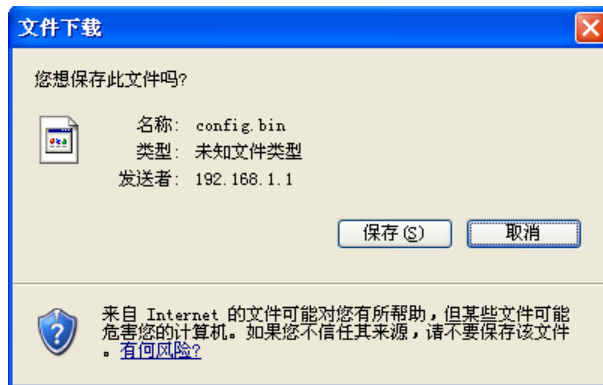 文件下载
您想保存此文件吗?
名称: config.bin
类型: 未知文件类型
发送者: 192.168.1.1
保存(S) 取消
来自 Internet 的文件可能对您有所帮助,但某些文件可能
危害您的计算机。如果您不信任其来源,请不要保存该文件
。有何风险?